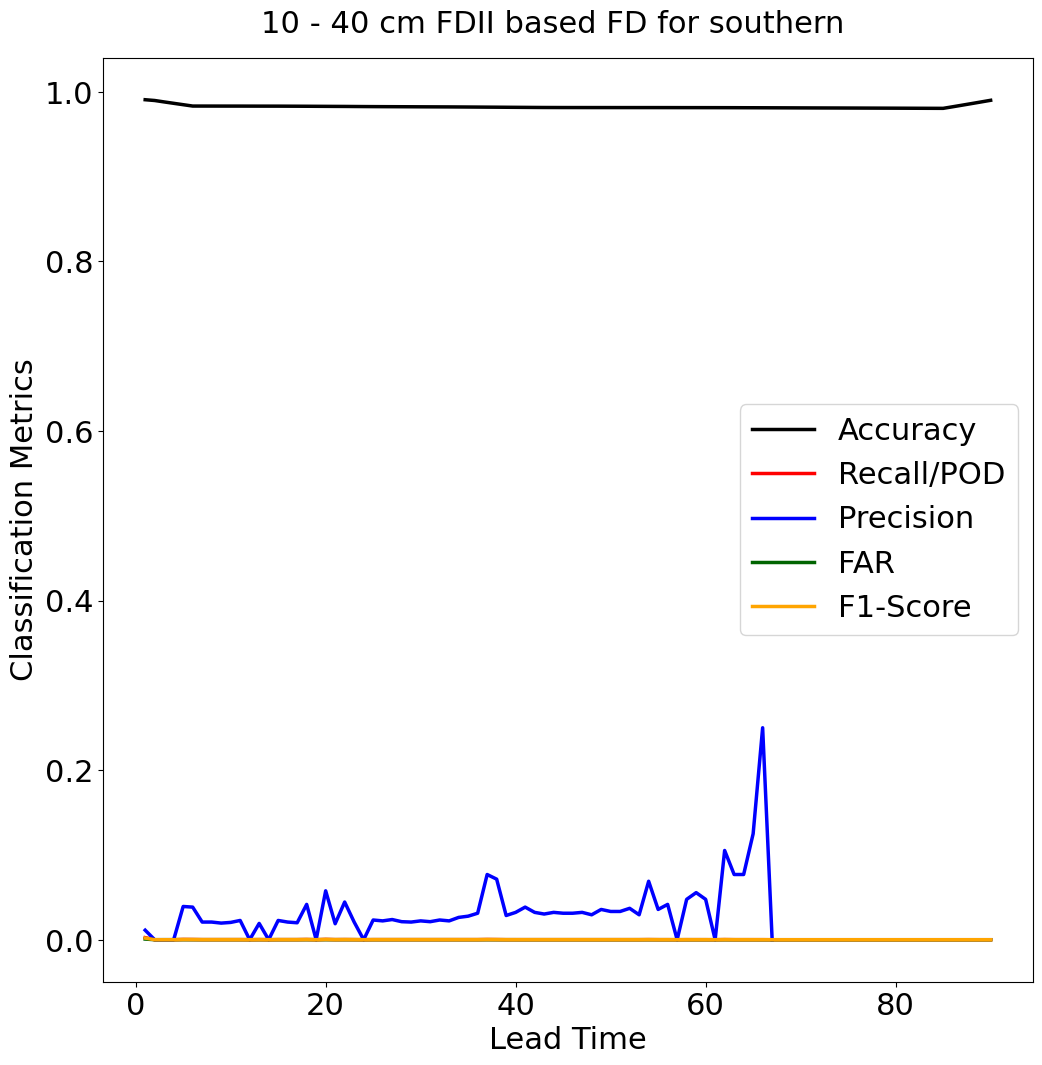 10 - 40 cm FDII based FD for southern
1.0
0.8
0.6
0.4
0.2
0.0
Classification Metrics
Accuracy
Recall/POD
Precision
FAR
F1-Score
0 20 40 60 80
Lead Time